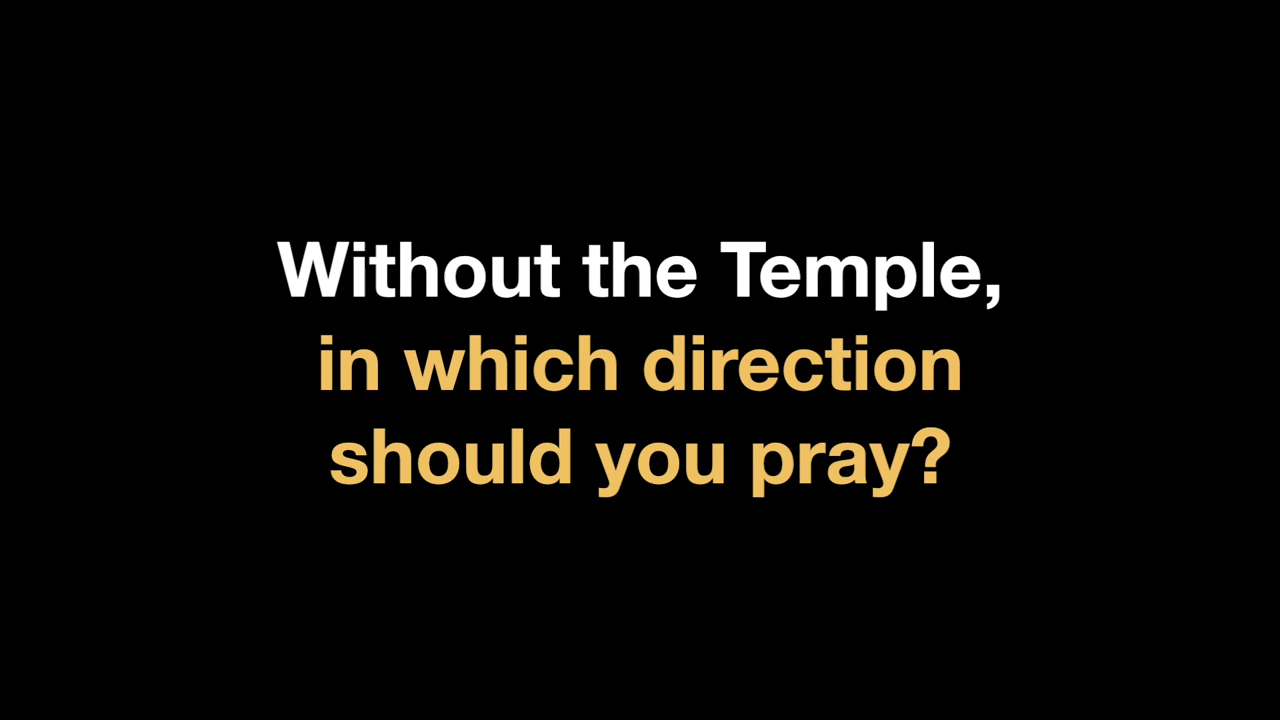 Without the Temple,
in which direction
should you pray?